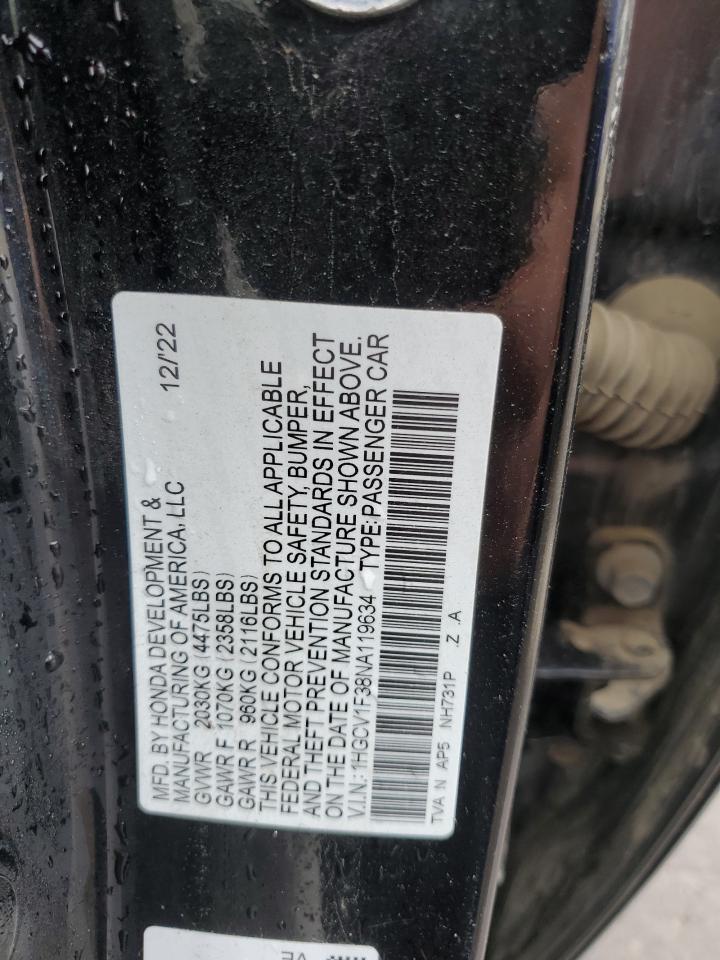 MFD. BY HONDA DEVELOPMENT &
MANUFACTURING OF AMERICA, LLC 12/'22
GVWR 2030KG (4475LBS)
GAWR F 1070KG (2358LBS)
GAWR R 960KG (2116LBS)
THIS VEHICLE CONFORMS TO ALL APPLICABLE
FEDERAL MOTOR VEHICLE SAFETY, BUMPER,
AND THEFT PREVENTION STANDARDS IN EFFECT
ON THE DATE OF MANUFACTURE SHOWN ABOVE.
V.I.N.: 1HGCV1F38NA119634 TYPE: PASSENGER CAR
TVA N AP5 NH731P .Z .A